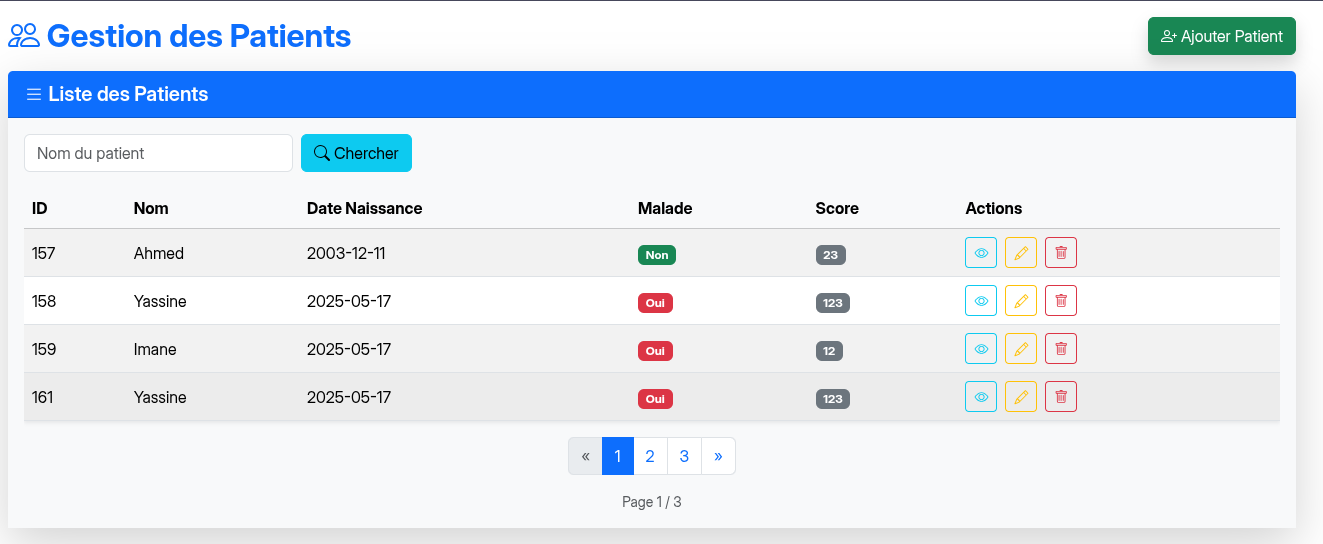 Gestion des Patients
Ajouter Patient
Liste des Patients
Nom du patient
Chercher
ID Nom Date Naissance Malade Score Actions
157 Ahmed 2003-12-11 Non 23
158 Yassine 2025-05-17 Oui 123
159 Imane 2025-05-17 Oui 12
161 Yassine 2025-05-17 Oui 123
« 1 2 3 »
Page 1 / 3